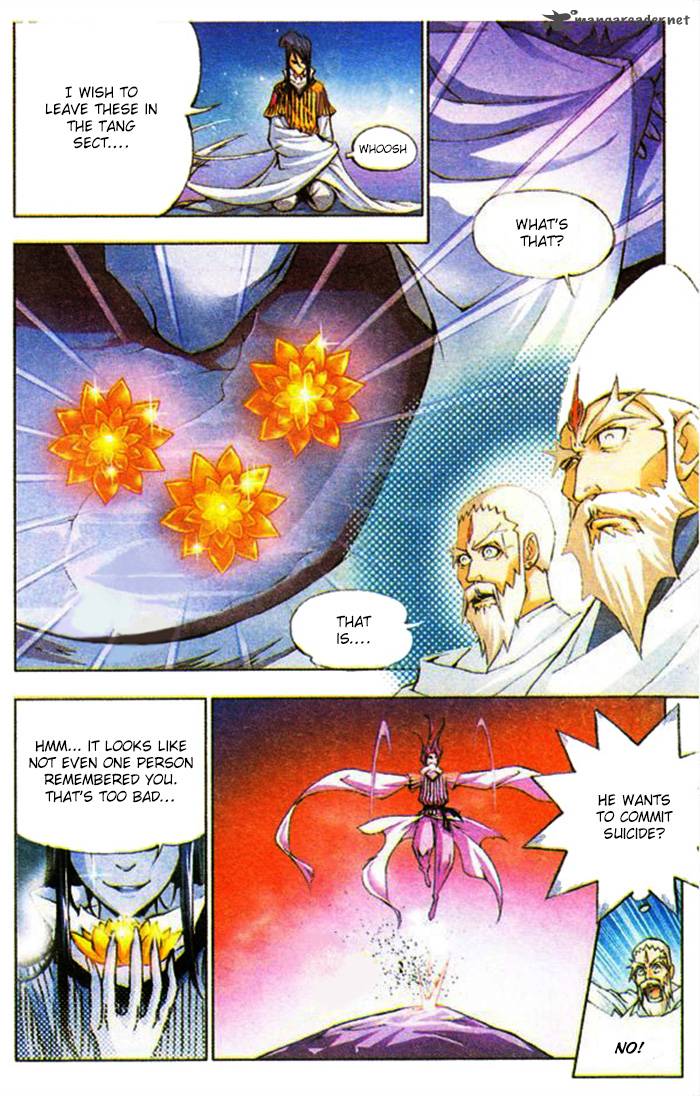 mangareader.net
I WISH TO
LEAVE THESE IN
THE TANG
SECT....
WHOOSH
WHAT'S
THAT?
THAT
IS....
HMM... IT LOOKS LIKE
NOT EVEN ONE PERSON
REMEMBERED YOU.
THAT'S TOO BAD...
HE WANTS
TO COMMIT
SUICIDE?
NO!